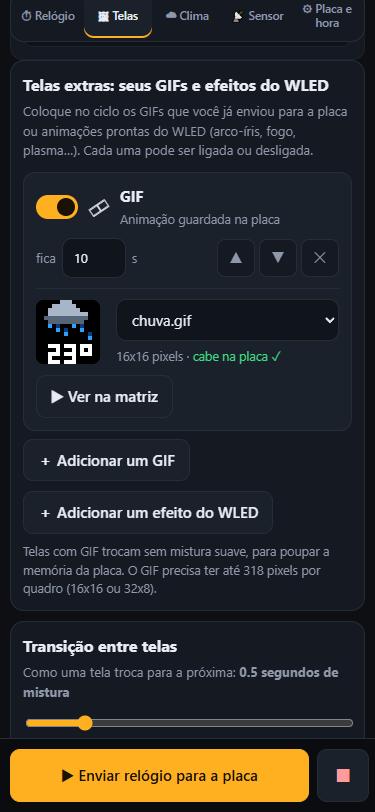 Relógio
Telas
Clima
Sensor
Placa e
hora
Telas extras: seus GIFs e efeitos do WLED
Coloque no ciclo os GIFs que você já enviou para a placa
ou animações prontas do WLED (arco-íris, fogo,
plasma...). Cada uma pode ser ligada ou desligada.
GIF
Animação guardada na placa
fica 10 s
▲ ▼ ✕
23º
chuva.gif
16x16 pixels · cabe na placa ✓
▶ Ver na matriz
+ Adicionar um GIF
+ Adicionar um efeito do WLED
Telas com GIF trocam sem mistura suave, para poupar a
memória da placa. O GIF precisa ter até 318 pixels por
quadro (16x16 ou 32x8).
Transição entre telas
Como uma tela troca para a próxima: 0.5 segundos de
mistura
▶ Enviar relógio para a placa